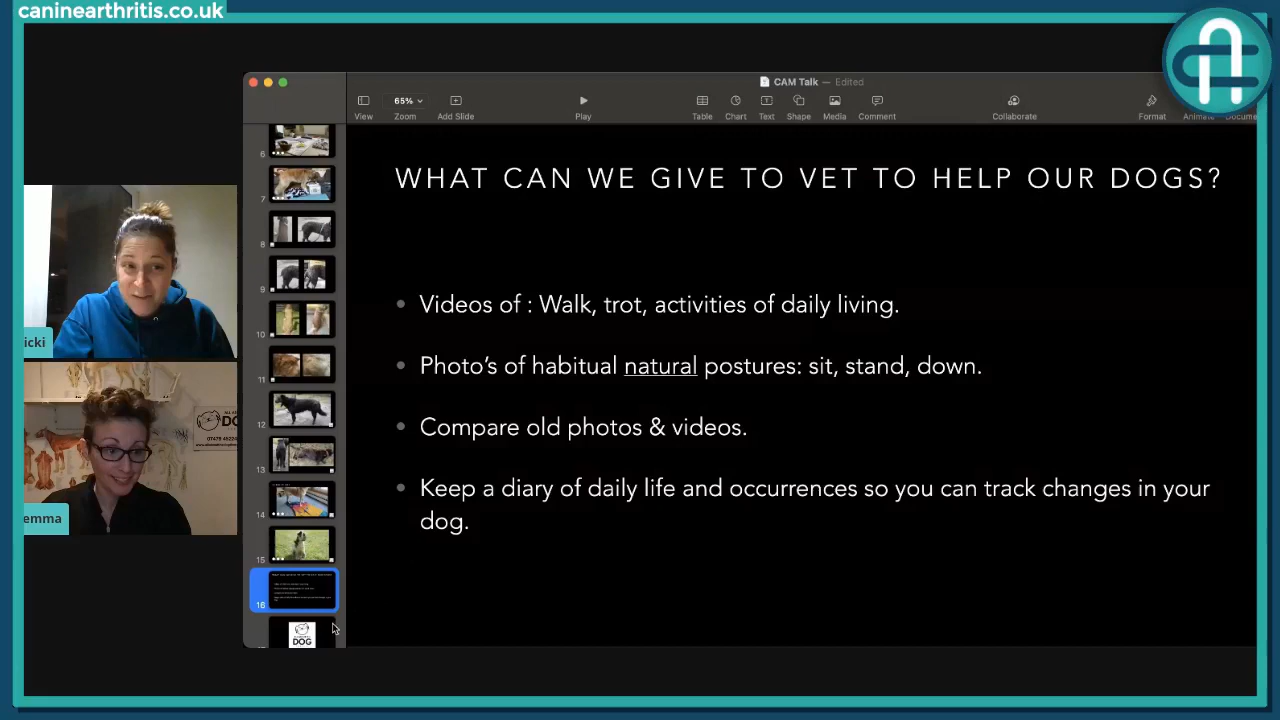 caninearthritis.co.uk
CAM Talk — Edited
65%
View
Zoom
Add Slide
Play
Table
Chart
Text
Shape
Media
Comment
Collaborate
Format
Animate
6
7
8
9
10
11
12
13
14
15
16
DOG
WHAT CAN WE GIVE TO VET TO HELP OUR DOGS?
• Videos of : Walk, trot, activities of daily living.
• Photo’s of habitual natural postures: sit, stand, down.
• Compare old photos & videos.
• Keep a diary of daily life and occurrences so you can track changes in your
dog.
icki
emma